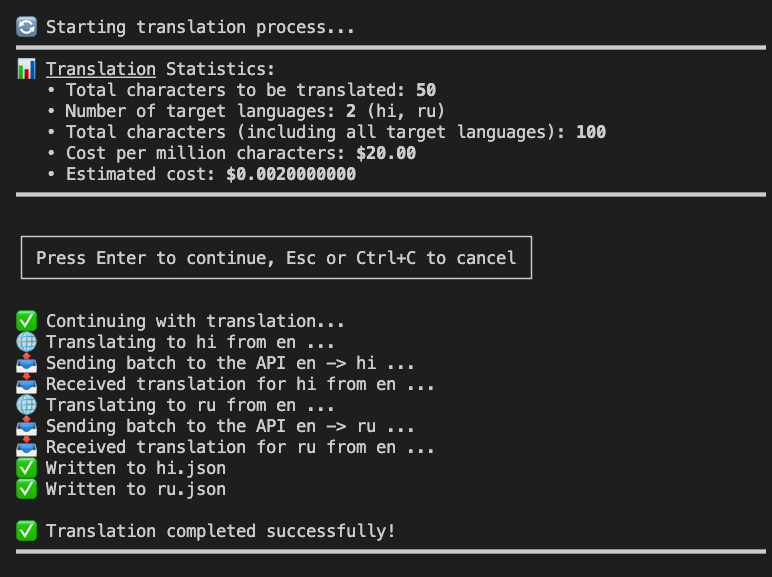 🔄 Starting translation process...
📊 Translation Statistics:
• Total characters to be translated: 50
• Number of target languages: 2 (hi, ru)
• Total characters (including all target languages): 100
• Cost per million characters: $20.00
• Estimated cost: $0.0020000000
Press Enter to continue, Esc or Ctrl+C to cancel
✅ Continuing with translation...
🌐 Translating to hi from en ...
📤 Sending batch to the API en -> hi ...
📤 Received translation for hi from en ...
🌐 Translating to ru from en ...
📤 Sending batch to the API en -> ru ...
📤 Received translation for ru from en ...
✅ Written to hi.json
✅ Written to ru.json
✅ Translation completed successfully!